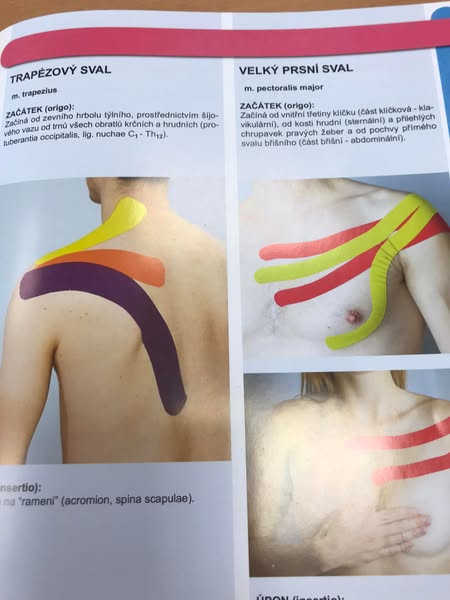 TRAPÉZOVÝ SVAL
m. trapezius
ZAČÁTEK (origo):
Začíná od zevního hrbolu týlního, prostřednictvím šíjo-
vého vazu od trnů všech obratlů krčních a hrudních (pro-
tuberantia occipitalis, lig. nuchae C1 - Th12).
(insertio):
na "rameni" (acromion, spina scapulae).
VELKÝ PRSNÍ SVAL
m. pectoralis major
ZAČÁTEK (origo):
Začíná od vnitřní třetiny klíčku (část klíčková - kla-
vikulární), od kosti hrudní (sternální) a přilehlých
chrupavek pravých žeber a od pochvy přímého
svalu břišního (část břišní - abdominální).
ÚPON (insertio):